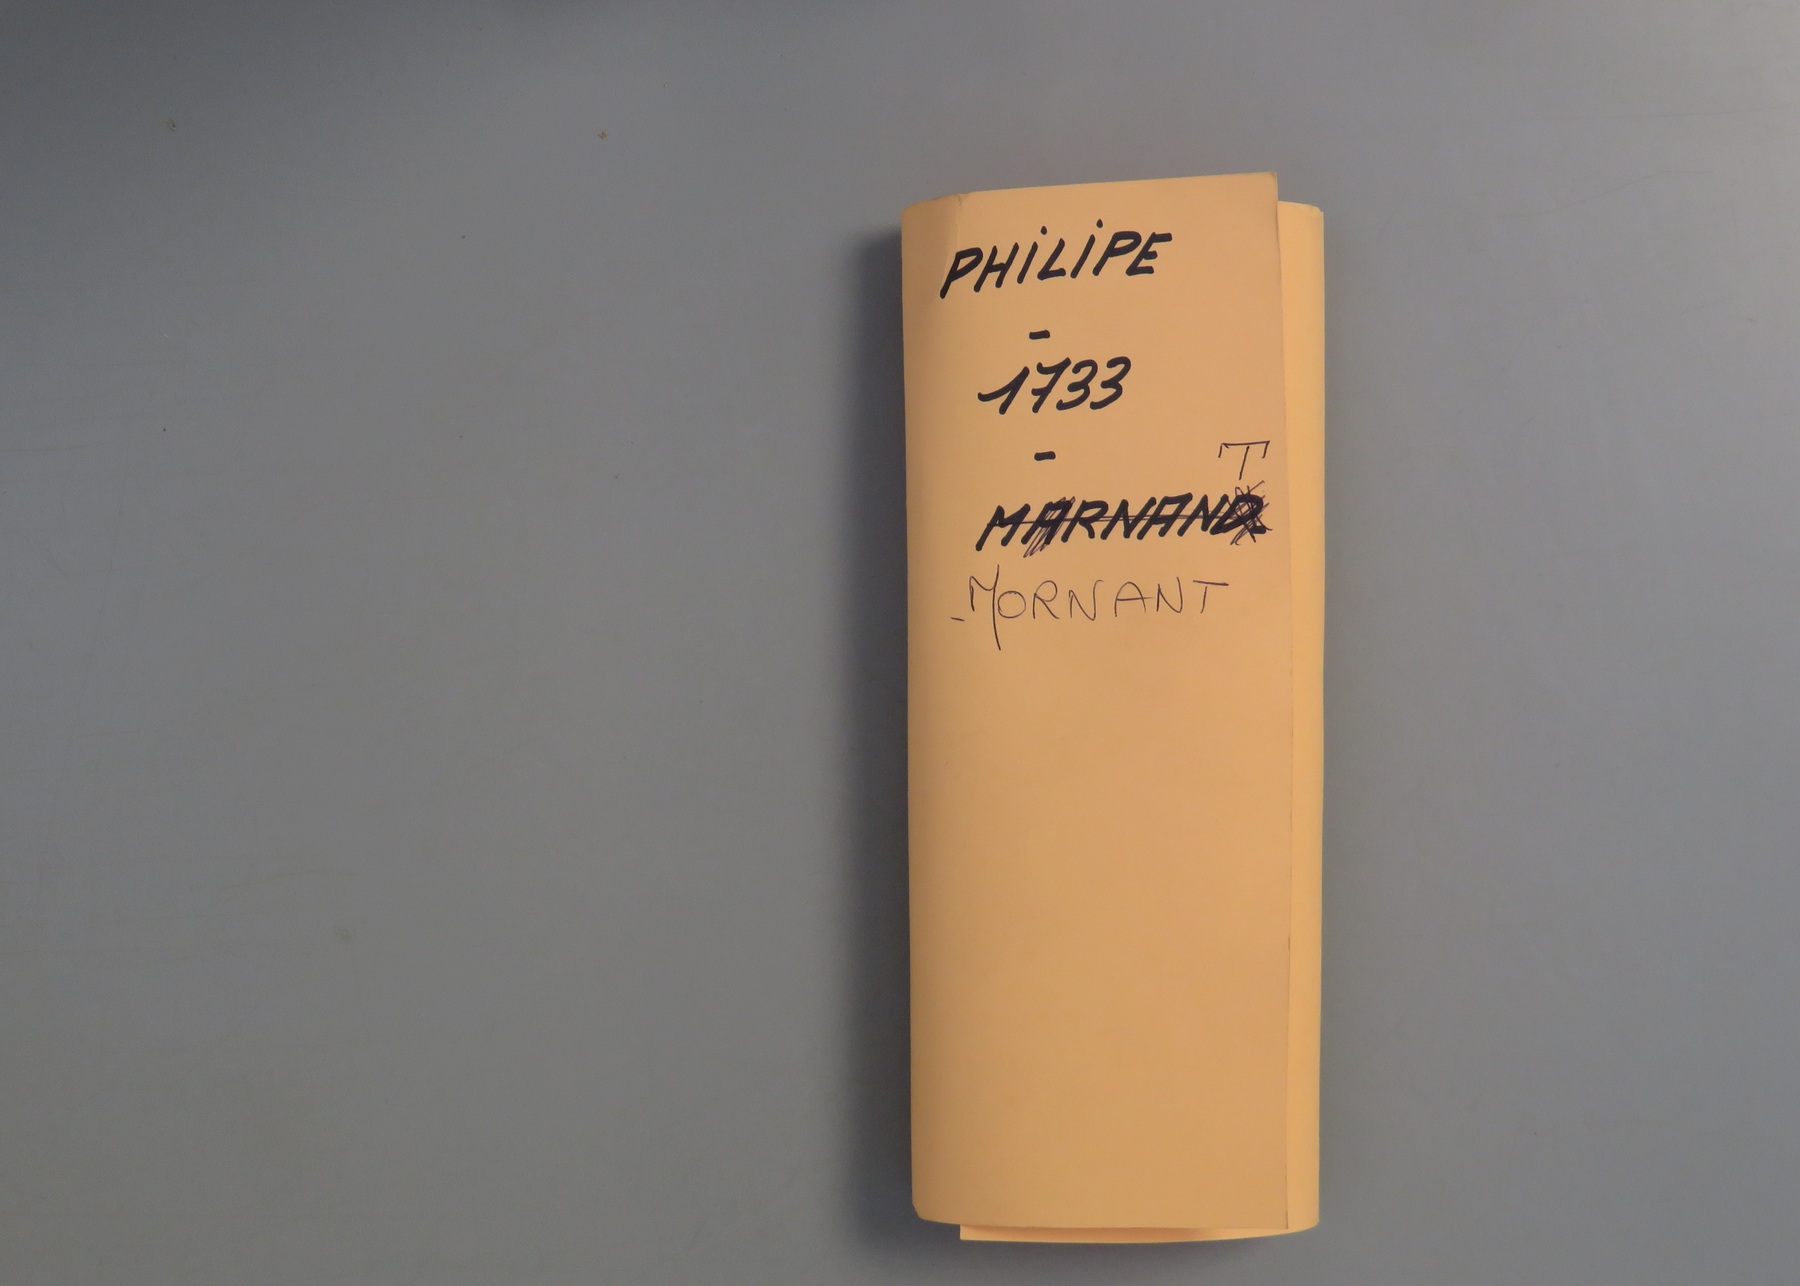 PHiLiPE
-
1733
-
T
MARNAND
-MORNANT